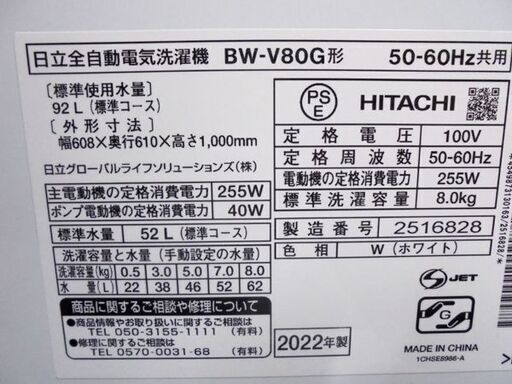 日立全自動電気洗濯機 BW-V80G形 50-60Hz共用
〔標準使用水量〕
92L（標準コース）
〔外形寸法〕
幅608×奥行610×高さ1,000mm
日立グローバルライフソリューションズ（株）
主電動機の定格消費電力 255W
ポンプ電動機の定格消費電力 40W
標準水量 52L（標準コース）
洗濯容量と水量（手動設定の水量）
洗濯容量(kg) 0.5 3.0 5.0 7.0 8.0
水量(L) 22 38 46 52 62
商品に関するご相談や修理について
商品情報やお取り扱いに関するご相談
TEL 050-3155-1111 （有料）
修理に関するご相談
TEL 0570-0031-68 （有料）
PS
E
HITACHI
定格電圧 100V
定格周波数 50-60Hz
電動機の定格消費電力 255W
標準洗濯容量 8.0kg
製造番号 2516828
色相 W（ホワイト）
JET
G
2022年製
MADE IN CHINA
1CHSE8986-A